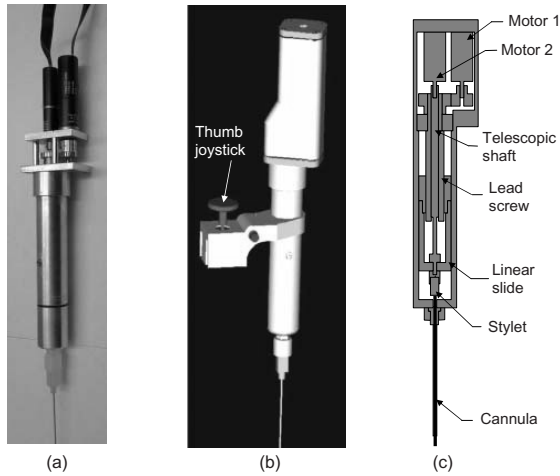 Thumb
joystick
Motor 1
Motor 2
Telescopic
shaft
Lead
screw
Linear
slide
Stylet
Cannula
(a)
(b)
(c)